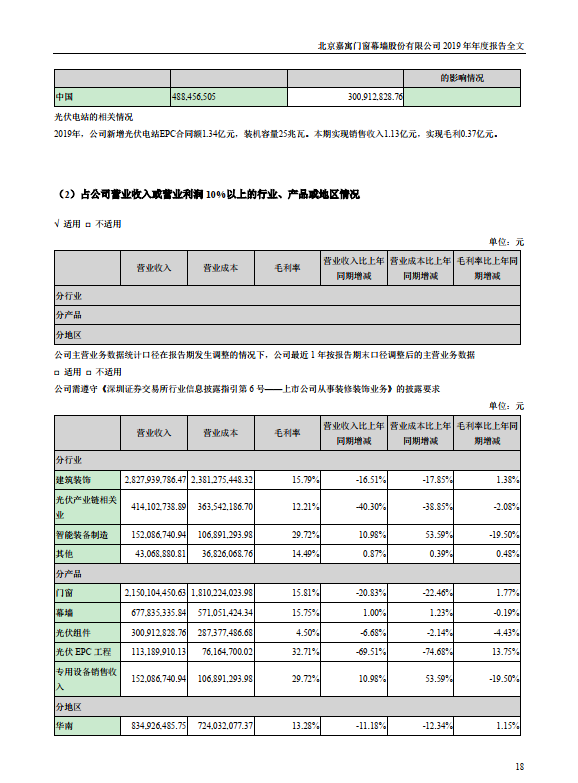 北京嘉寓门窗幕墙股份有限公司 2019 年年度报告全文
的影响情况
中国 488,456,505 300,912,828.76
光伏电站的相关情况
2019年，公司新增光伏电站EPC合同额1.34亿元，装机容量25兆瓦。本期实现销售收入1.13亿元，实现毛利0.37亿元。
（2）占公司营业收入或营业利润 10%以上的行业、产品或地区情况
√ 适用 □ 不适用
单位：元
营业收入 营业成本 毛利率 营业收入比上年同期增减 营业成本比上年同期增减 毛利率比上年同期增减
分行业
分产品
分地区
公司主营业务数据统计口径在报告期发生调整的情况下，公司最近 1 年按报告期末口径调整后的主营业务数据
□ 适用 □ 不适用
公司需遵守《深圳证券交易所行业信息披露指引第 6 号——上市公司从事装修装饰业务》的披露要求
单位：元
营业收入 营业成本 毛利率 营业收入比上年同期增减 营业成本比上年同期增减 毛利率比上年同期增减
分行业
建筑装饰 2,827,939,786.47 2,381,275,448.32 15.79% -16.51% -17.85% 1.38%
光伏产业链相关业 414,102,738.89 363,542,186.70 12.21% -40.30% -38.85% -2.08%
智能装备制造 152,086,740.94 106,891,293.98 29.72% 10.98% 53.59% -19.50%
其他 43,068,880.81 36,826,068.76 14.49% 0.87% 0.39% 0.48%
分产品
门窗 2,150,104,450.63 1,810,224,023.98 15.81% -20.83% -22.46% 1.77%
幕墙 677,835,335.84 571,051,424.34 15.75% 1.00% 1.23% -0.19%
光伏组件 300,912,828.76 287,377,486.68 4.50% -6.68% -2.14% -4.43%
光伏 EPC 工程 113,189,910.13 76,164,700.02 32.71% -69.51% -74.68% 13.75%
专用设备销售收入 152,086,740.94 106,891,293.98 29.72% 10.98% 53.59% -19.50%
分地区
华南 834,926,485.75 724,032,077.37 13.28% -11.18% -12.34% 1.15%
18